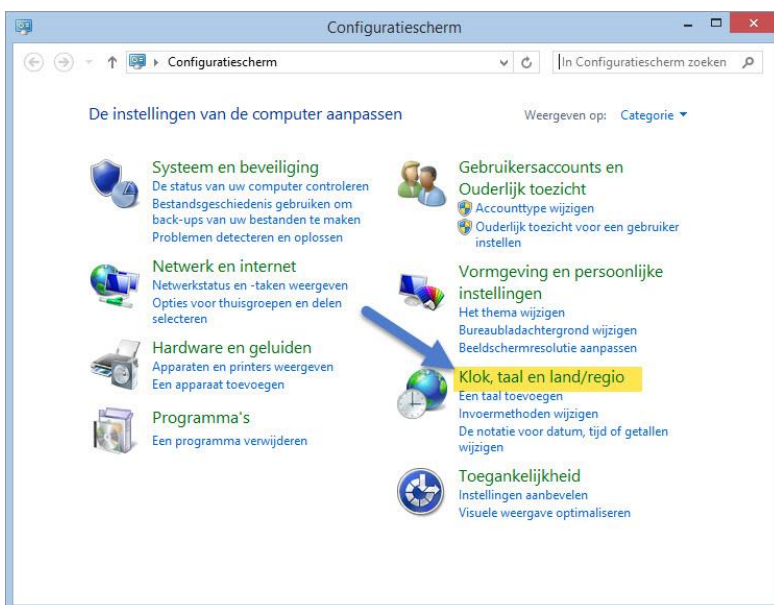 Configuratiescherm
Configuratiescherm
In Configuratiescherm zoeken
De instellingen van de computer aanpassen
Weergeven op: Categorie
Systeem en beveiliging
De status van uw computer controleren
Bestandsgeschiedenis gebruiken om
back-ups van uw bestanden te maken
Problemen detecteren en oplossen
Netwerk en internet
Netwerkstatus en -taken weergeven
Opties voor thuisgroepen en delen
selecteren
Hardware en geluiden
Apparaten en printers weergeven
Een apparaat toevoegen
Programma's
Een programma verwijderen
Gebruikersaccounts en
Ouderlijk toezicht
Accounttype wijzigen
Ouderlijk toezicht voor een gebruiker
instellen
Vormgeving en persoonlijke
instellingen
Het thema wijzigen
Bureaubladachtergrond wijzigen
Beeldschermresolutie aanpassen
Klok, taal en land/regio
Een taal toevoegen
Invoermethoden wijzigen
De notatie voor datum, tijd of getallen
wijzigen
Toegankelijkheid
Instellingen aanbevelen
Visuele weergave optimaliseren